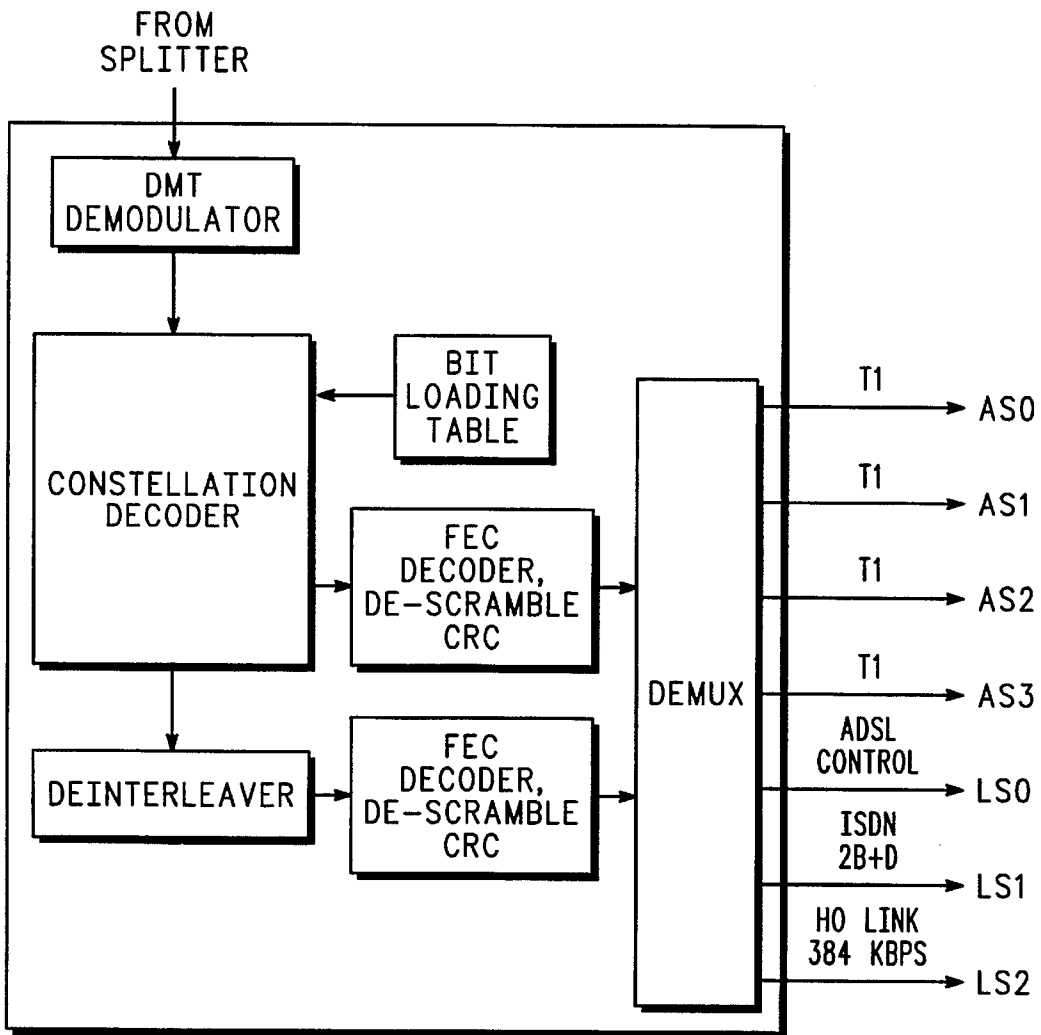 FROM
SPLITTER
DMT
DEMODULATOR
BIT
LOADING
TABLE
CONSTELLATION
DECODER
FEC
DECODER,
DE-SCRAMBLE
CRC
DEINTERLEAVER
FEC
DECODER,
DE-SCRAMBLE
CRC
DEMUX
T1
AS0
T1
AS1
T1
AS2
T1
AS3
ADSL
CONTROL
LS0
ISDN
2B+D
LS1
HO LINK
384 KBPS
LS2